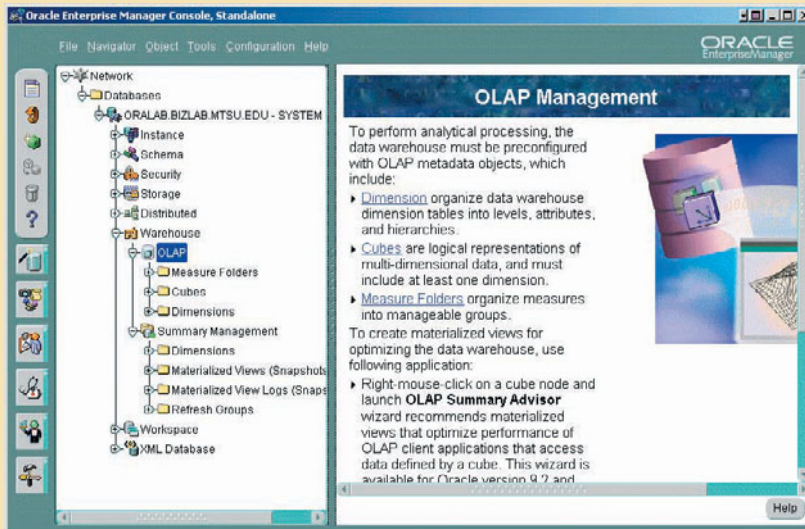 Oracle Enterprise Manager Console, Standalone
File Navigator Object Tools Configuration Help
ORACLE
EnterpriseManager
Network
Databases
ORALAB.BIZLAB.MTSU.EDU - SYSTEM
Instance
Schema
Security
Storage
Distributed
Warehouse
OLAP
Measure Folders
Cubes
Dimensions
Summary Management
Dimensions
Materialized Views (Snapshots
Materialized View Logs (Snaps
Refresh Groups
Workspace
XML Database
OLAP Management
To perform analytical processing, the
data warehouse must be preconfigured
with OLAP metadata objects, which
include:
Dimension organize data warehouse
dimension tables into levels, attributes,
and hierarchies.
Cubes are logical representations of
multi-dimensional data, and must
include at least one dimension.
Measure Folders organize measures
into manageable groups.
To create materialized views for
optimizing the data warehouse, use
following application:
Right-mouse-click on a cube node and
launch OLAP Summary Advisor
wizard recommends materialized
views that optimize performance of
OLAP client applications that access
data defined by a cube. This wizard is
available for Oracle version 9.2 and
Help